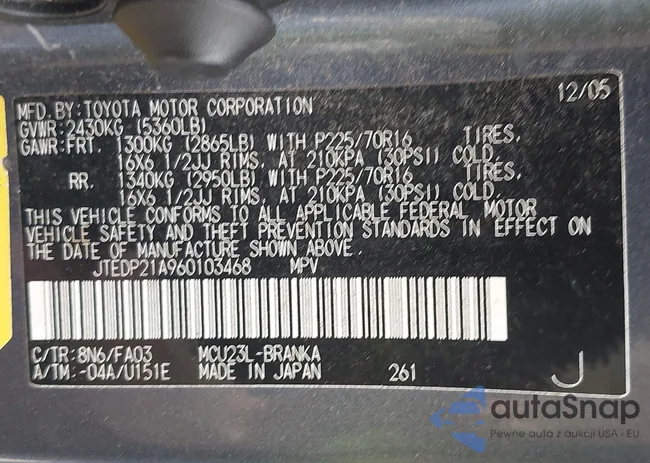 MFD. BY: TOYOTA MOTOR CORPORATION 12/05
GVWR: 2430KG (5360LB)
GAWR: FRT. 1300KG (2865LB) WITH P225/70R16 TIRES,
16X6 1/2JJ RIMS, AT 210KPA (30PSI) COLD.
RR. 1340KG (2950LB) WITH P225/70R16 TIRES,
16X6 1/2JJ RIMS, AT 210KPA (30PSI) COLD.
THIS VEHICLE CONFORMS TO ALL APPLICABLE FEDERAL MOTOR
VEHICLE SAFETY AND THEFT PREVENTION STANDARDS IN EFFECT ON
THE DATE OF MANUFACTURE SHOWN ABOVE.
JTEDP21A960103468 MPV
C/TR: 8N6/FA03 MCU23L-BRANKA
A/TM: -04A/U151E MADE IN JAPAN 261 J
autaSnap
Pewne auta z aukcji USA i EU